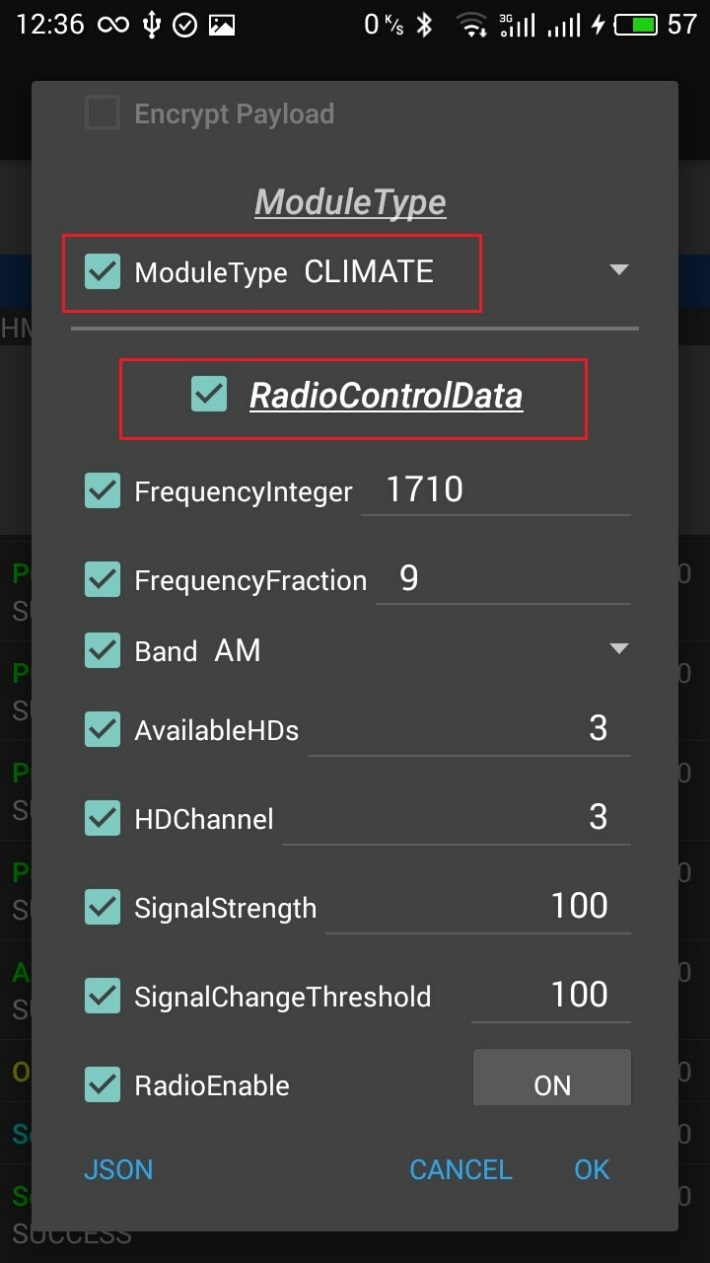 12:36 0 K/s 3G 57
Encrypt Payload
ModuleType
ModuleType CLIMATE
HM
RadioControlData
FrequencyInteger 1710
FrequencyFraction 9
Band AM
AvailableHDs 3
HDChannel 3
SignalStrength 100
SignalChangeThreshold 100
RadioEnable ON
JSON CANCEL OK
SUCCESS